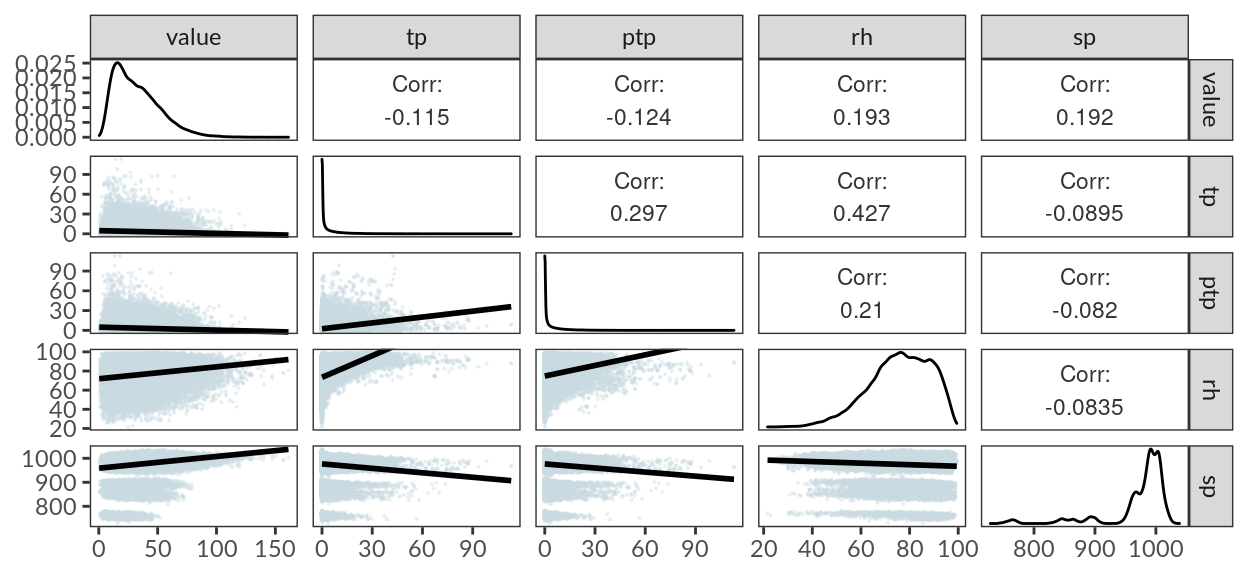 value tp ptp rh sp
0.025
0.020
0.015
0.010
0.005
0.000
Corr:
-0.115
Corr:
-0.124
Corr:
0.193
Corr:
0.192
value
90
60
30
0
Corr:
0.297
Corr:
0.427
Corr:
-0.0895
tp
90
60
30
0
Corr:
0.21
Corr:
-0.082
ptp
100
80
60
40
20
Corr:
-0.0835
rh
1000
900
800
sp
0 50 100 150 0 30 60 90 0 30 60 90 20 40 60 80 100 800 900 1000